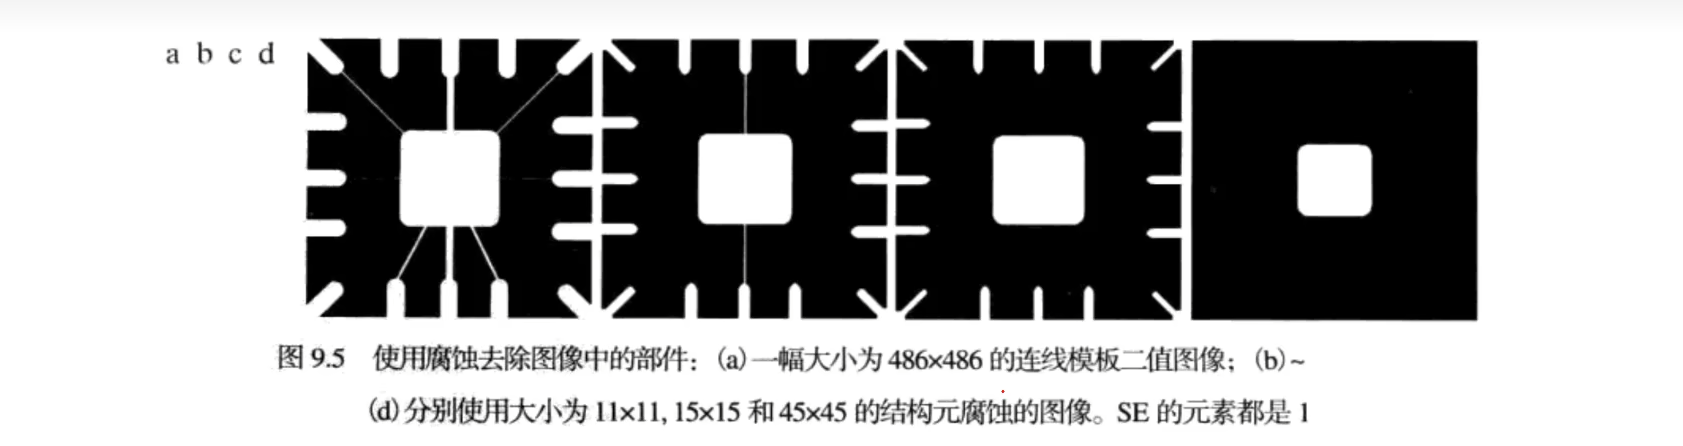 a b c d
图 9.5 使用腐蚀去除图像中的部件：(a)一幅大小为 486×486 的连线模板二值图像；(b)~
(d)分别使用大小为 11×11, 15×15 和 45×45 的结构元腐蚀的图像。SE 的元素都是 1